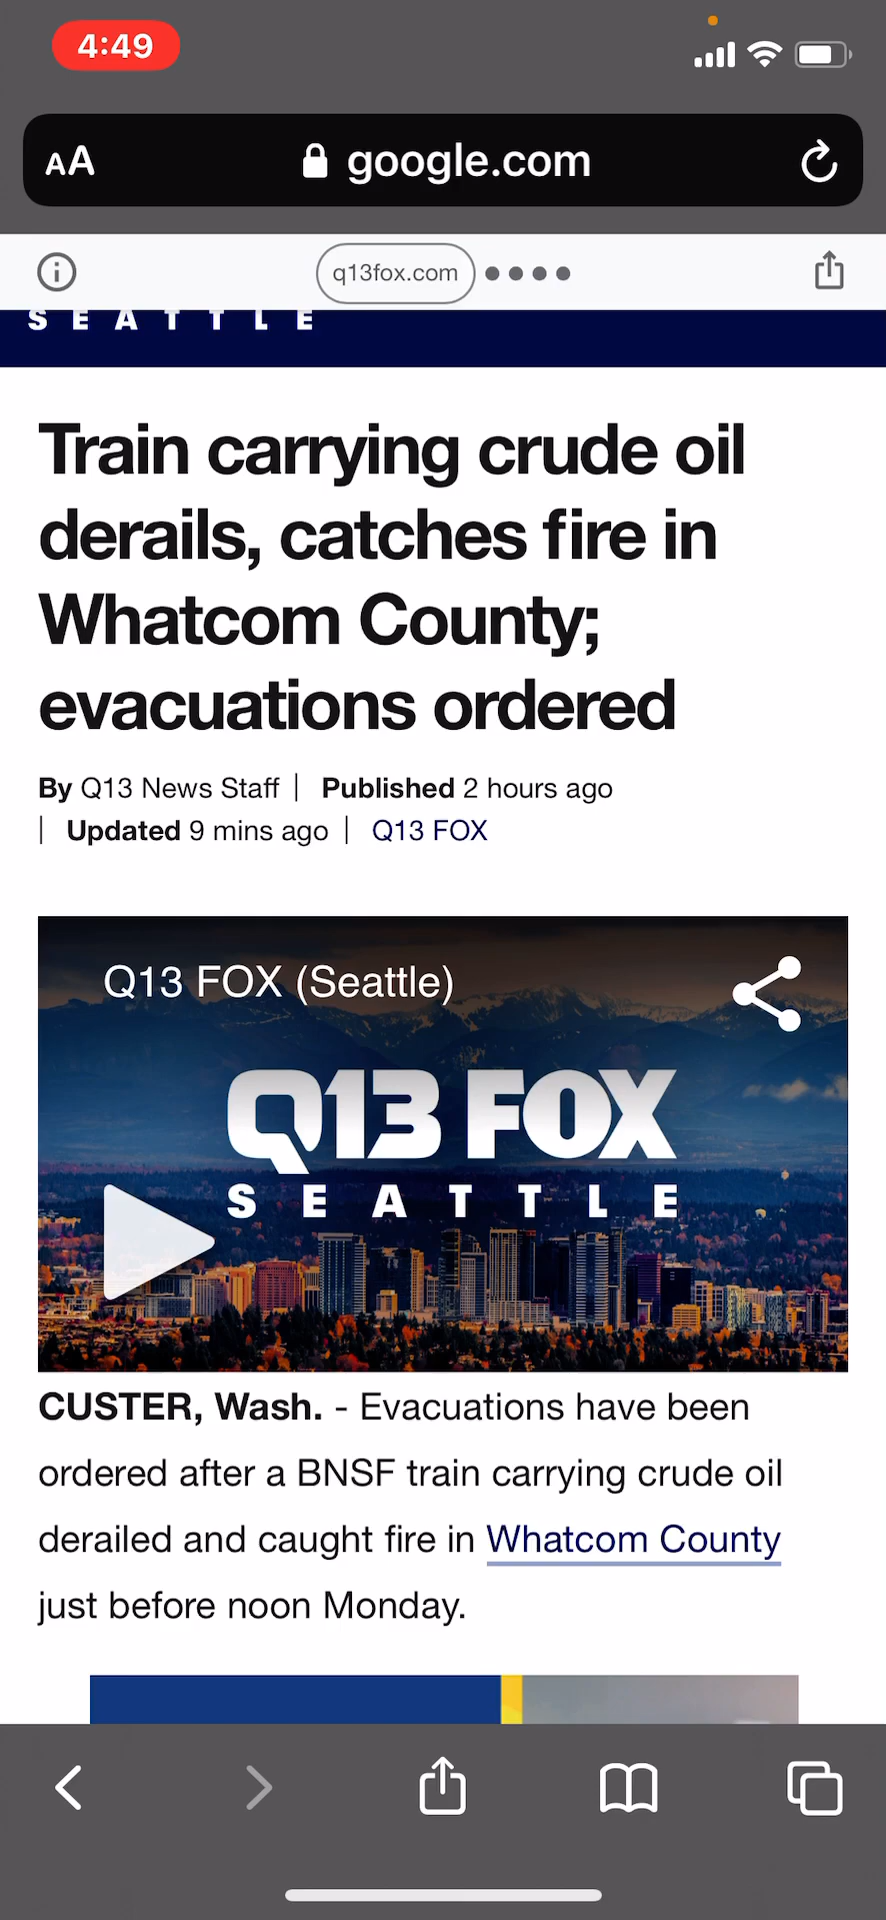 4:49
AA google.com
q13fox.com
SEATTLE
Train carrying crude oil
derails, catches fire in
Whatcom County;
evacuations ordered
By Q13 News Staff | Published 2 hours ago
| Updated 9 mins ago | Q13 FOX
Q13 FOX (Seattle)
Q13 FOX
SEATTLE
CUSTER, Wash. - Evacuations have been
ordered after a BNSF train carrying crude oil
derailed and caught fire in Whatcom County
just before noon Monday.